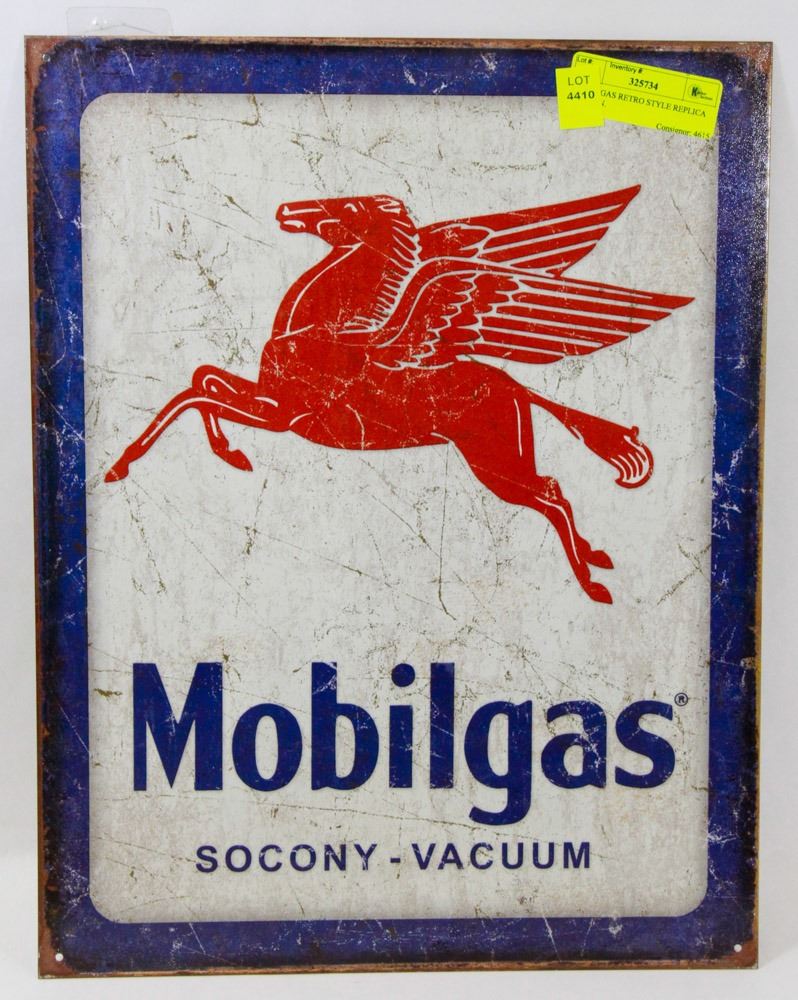 Lot #:
Inventory #:
LOT
325734
4410
GAS RETRO STYLE REPLICA
Consignor: 4615
Mobilgas®
SOCONY-VACUUM